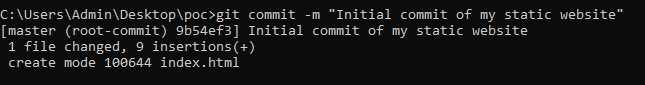 C:\Users\Admin\Desktop\poc>git commit -m "Initial commit of my static website"
[master (root-commit) 9b54ef3] Initial commit of my static website
 1 file changed, 9 insertions(+)
 create mode 100644 index.html